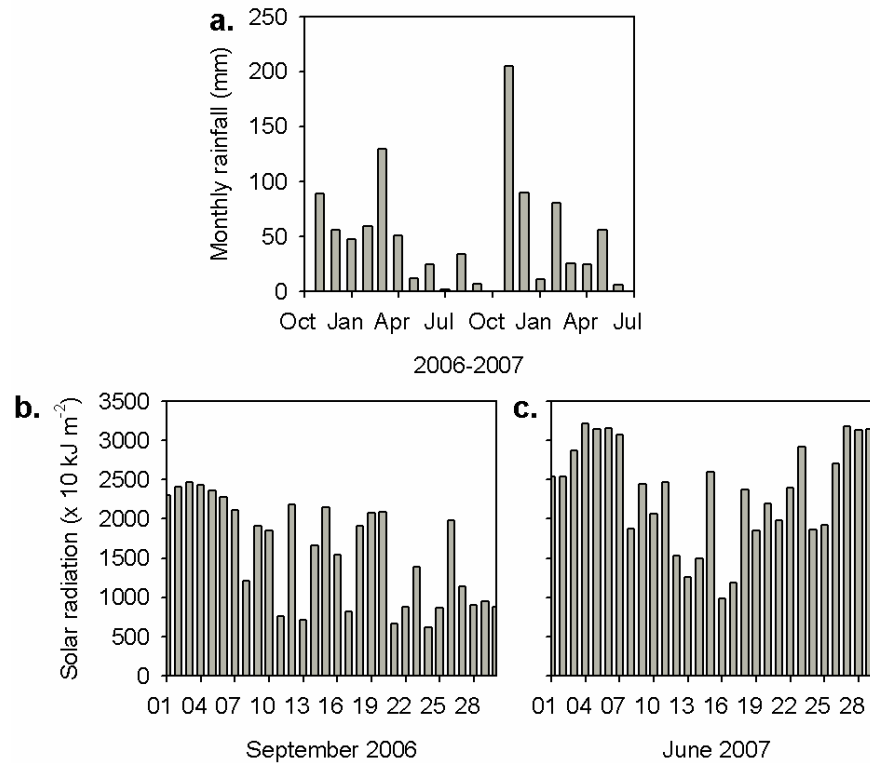 a.
Monthly rainfall (mm)
250
200
150
100
50
0
Oct Jan Apr Jul Oct Jan Apr Jul
2006-2007
b.
Solar radiation (x 10 kJ m-2)
3500
3000
2500
2000
1500
1000
500
0
01 04 07 10 13 16 19 22 25 28
September 2006
c.
01 04 07 10 13 16 19 22 25 28
June 2007